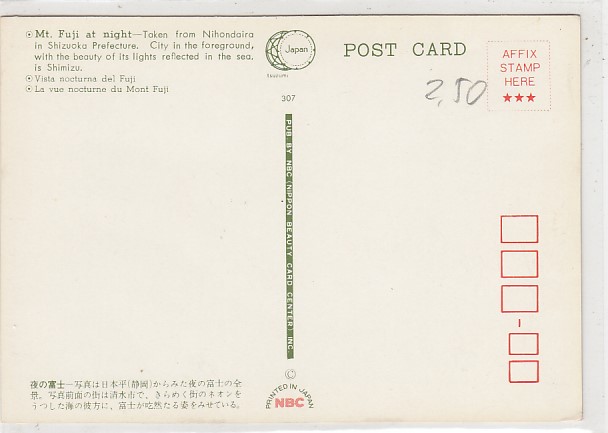 Mt. Fuji at night—Taken from Nihondaira
in Shizuoka Prefecture. City in the foreground,
with the beauty of its lights reflected in the sea,
is Shimizu.
Vista nocturna del Fuji
La vue nocturne du Mont Fuji
Japan
307
POST CARD
AFFIX
STAMP
HERE
★★★
2,50
PUB BY NBC (NIPPON BEAUTY CARD CENTER) INC.
夜の富士—写真は日本平(静岡)からみた夜の富士の全
景。写真前面の街は清水市で、きらめく街のネオンを
うつした海の彼方に、富士が屹然たる姿をみせている。
©
PRINTED IN JAPAN
NBC